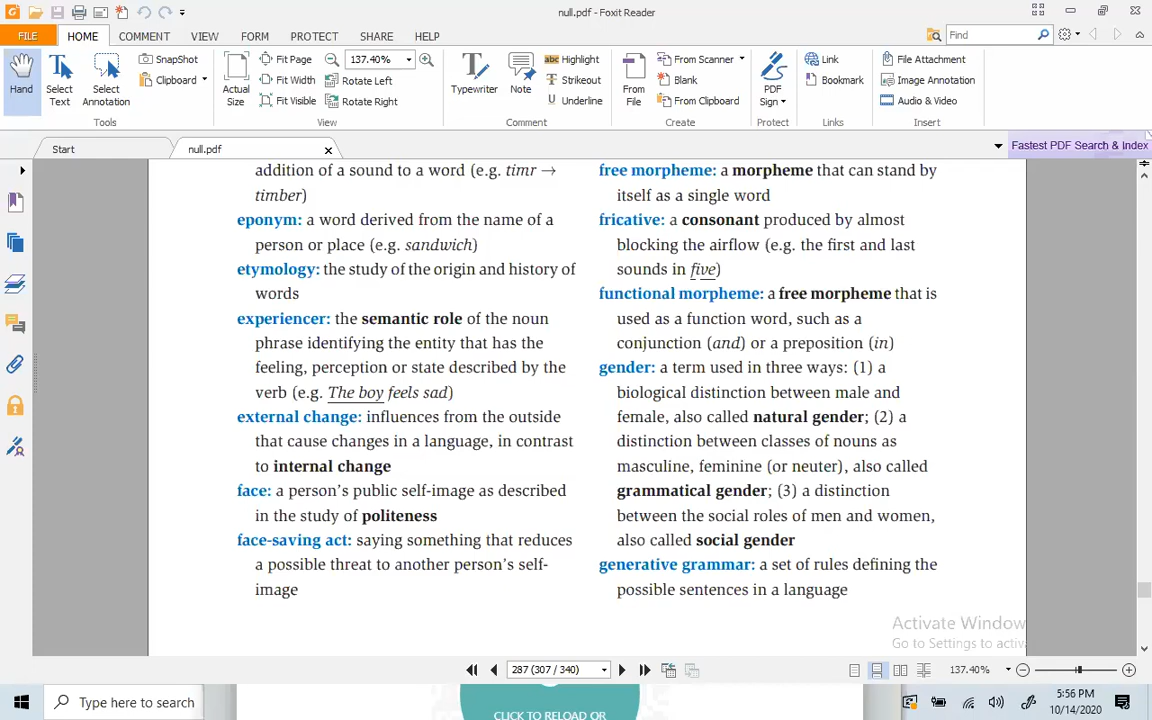 null.pdf - Foxit Reader
FILE
HOME
COMMENT
VIEW
FORM
PROTECT
SHARE
HELP
Find
Hand
Select
Text
Select
Annotation
SnapShot
Clipboard
Tools
Actual
Size
Fit Page
Fit Width
Fit Visible
137.40%
Rotate Left
Rotate Right
View
Typewriter
Note
abc Highlight
Strikeout
U Underline
Comment
From
File
From Scanner
Blank
From Clipboard
Create
PDF
Sign
Protect
Link
Bookmark
Links
File Attachment
Image Annotation
Audio & Video
Insert
Start
null.pdf
Fastest PDF Search & Index
addition of a sound to a word (e.g. timr →
timber)
eponym: a word derived from the name of a
person or place (e.g. sandwich)
etymology: the study of the origin and history of
words
experiencer: the semantic role of the noun
phrase identifying the entity that has the
feeling, perception or state described by the
verb (e.g. The boy feels sad)
external change: influences from the outside
that cause changes in a language, in contrast
to internal change
face: a person's public self-image as described
in the study of politeness
face-saving act: saying something that reduces
a possible threat to another person's self-
image
free morpheme: a morpheme that can stand by
itself as a single word
fricative: a consonant produced by almost
blocking the airflow (e.g. the first and last
sounds in five)
functional morpheme: a free morpheme that is
used as a function word, such as a
conjunction (and) or a preposition (in)
gender: a term used in three ways: (1) a
biological distinction between male and
female, also called natural gender; (2) a
distinction between classes of nouns as
masculine, feminine (or neuter), also called
grammatical gender; (3) a distinction
between the social roles of men and women,
also called social gender
generative grammar: a set of rules defining the
possible sentences in a language
Activate Window
Go to Settings to activ
287 (307 / 340)
137.40%
Type here to search
CLICK TO RELOAD OR
5:56 PM
10/14/2020